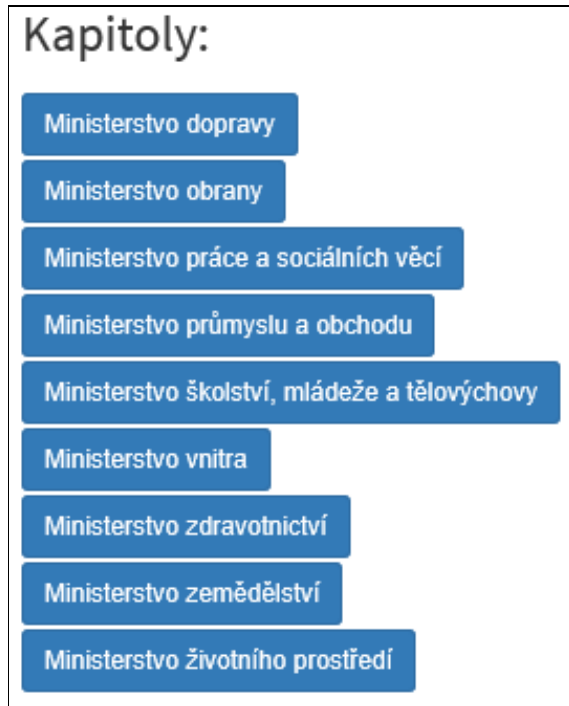 Kapitoly:
Ministerstvo dopravy
Ministerstvo obrany
Ministerstvo práce a sociálních věcí
Ministerstvo průmyslu a obchodu
Ministerstvo školství, mládeže a tělovýchovy
Ministerstvo vnitra
Ministerstvo zdravotnictví
Ministerstvo zemědělství
Ministerstvo životního prostředí